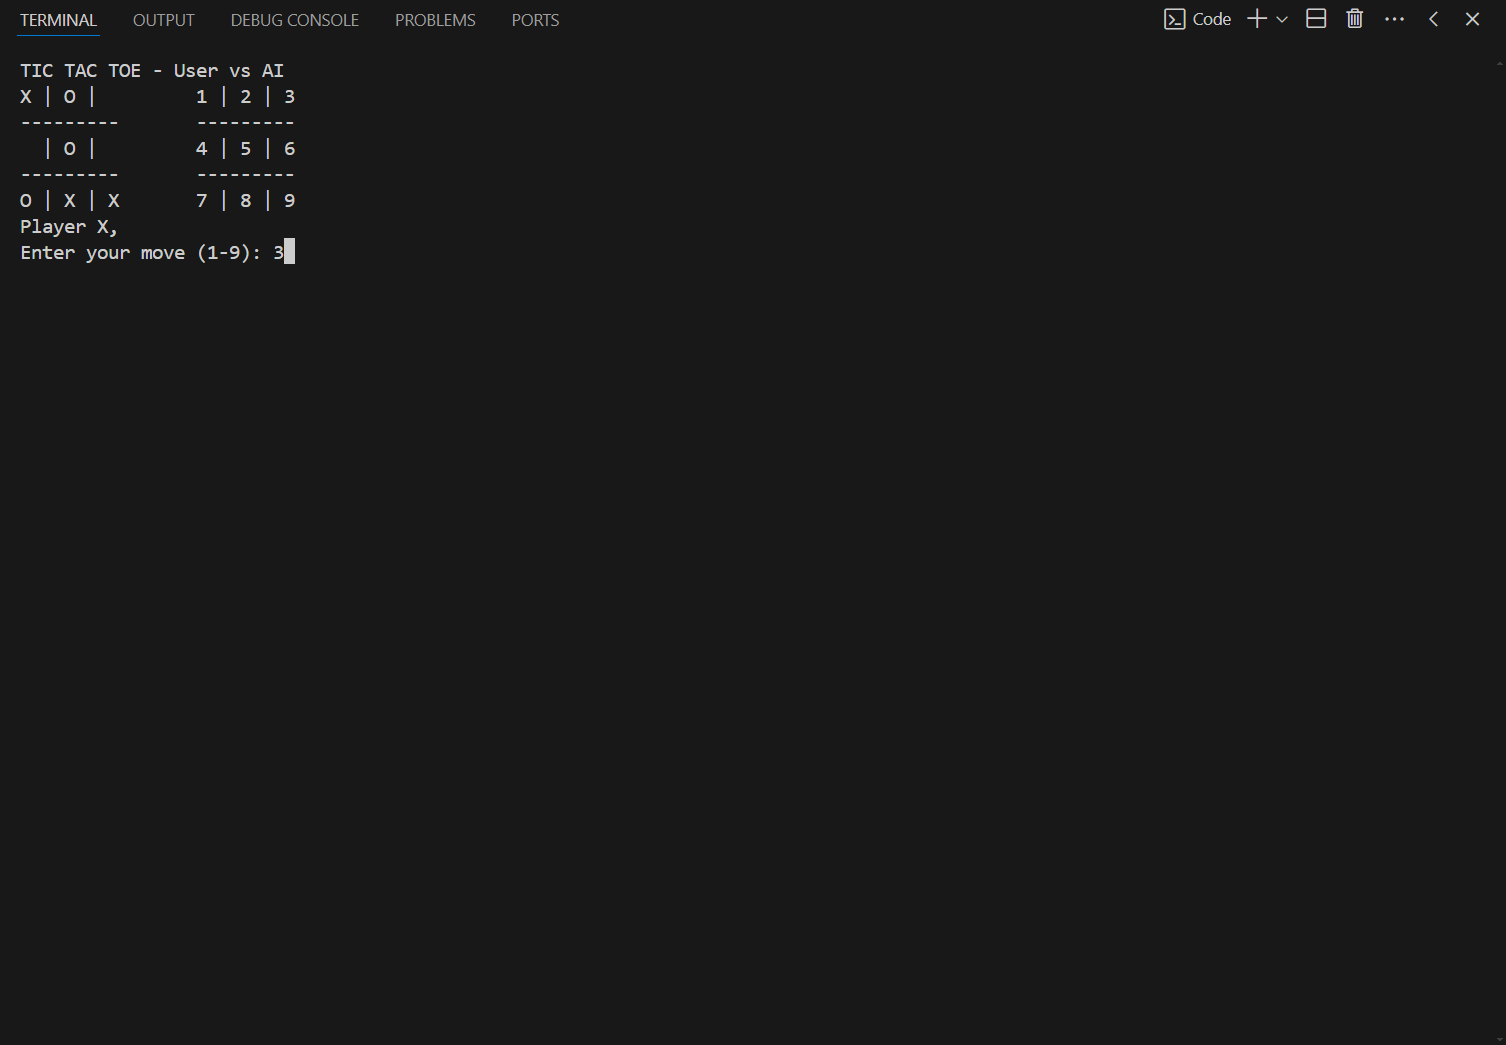 TERMINAL OUTPUT DEBUG CONSOLE PROBLEMS PORTS Code
TIC TAC TOE - User vs AI
X | O |         1 | 2 | 3
---------       ---------
  | O |         4 | 5 | 6
---------       ---------
O | X | X       7 | 8 | 9
Player X,
Enter your move (1-9): 3